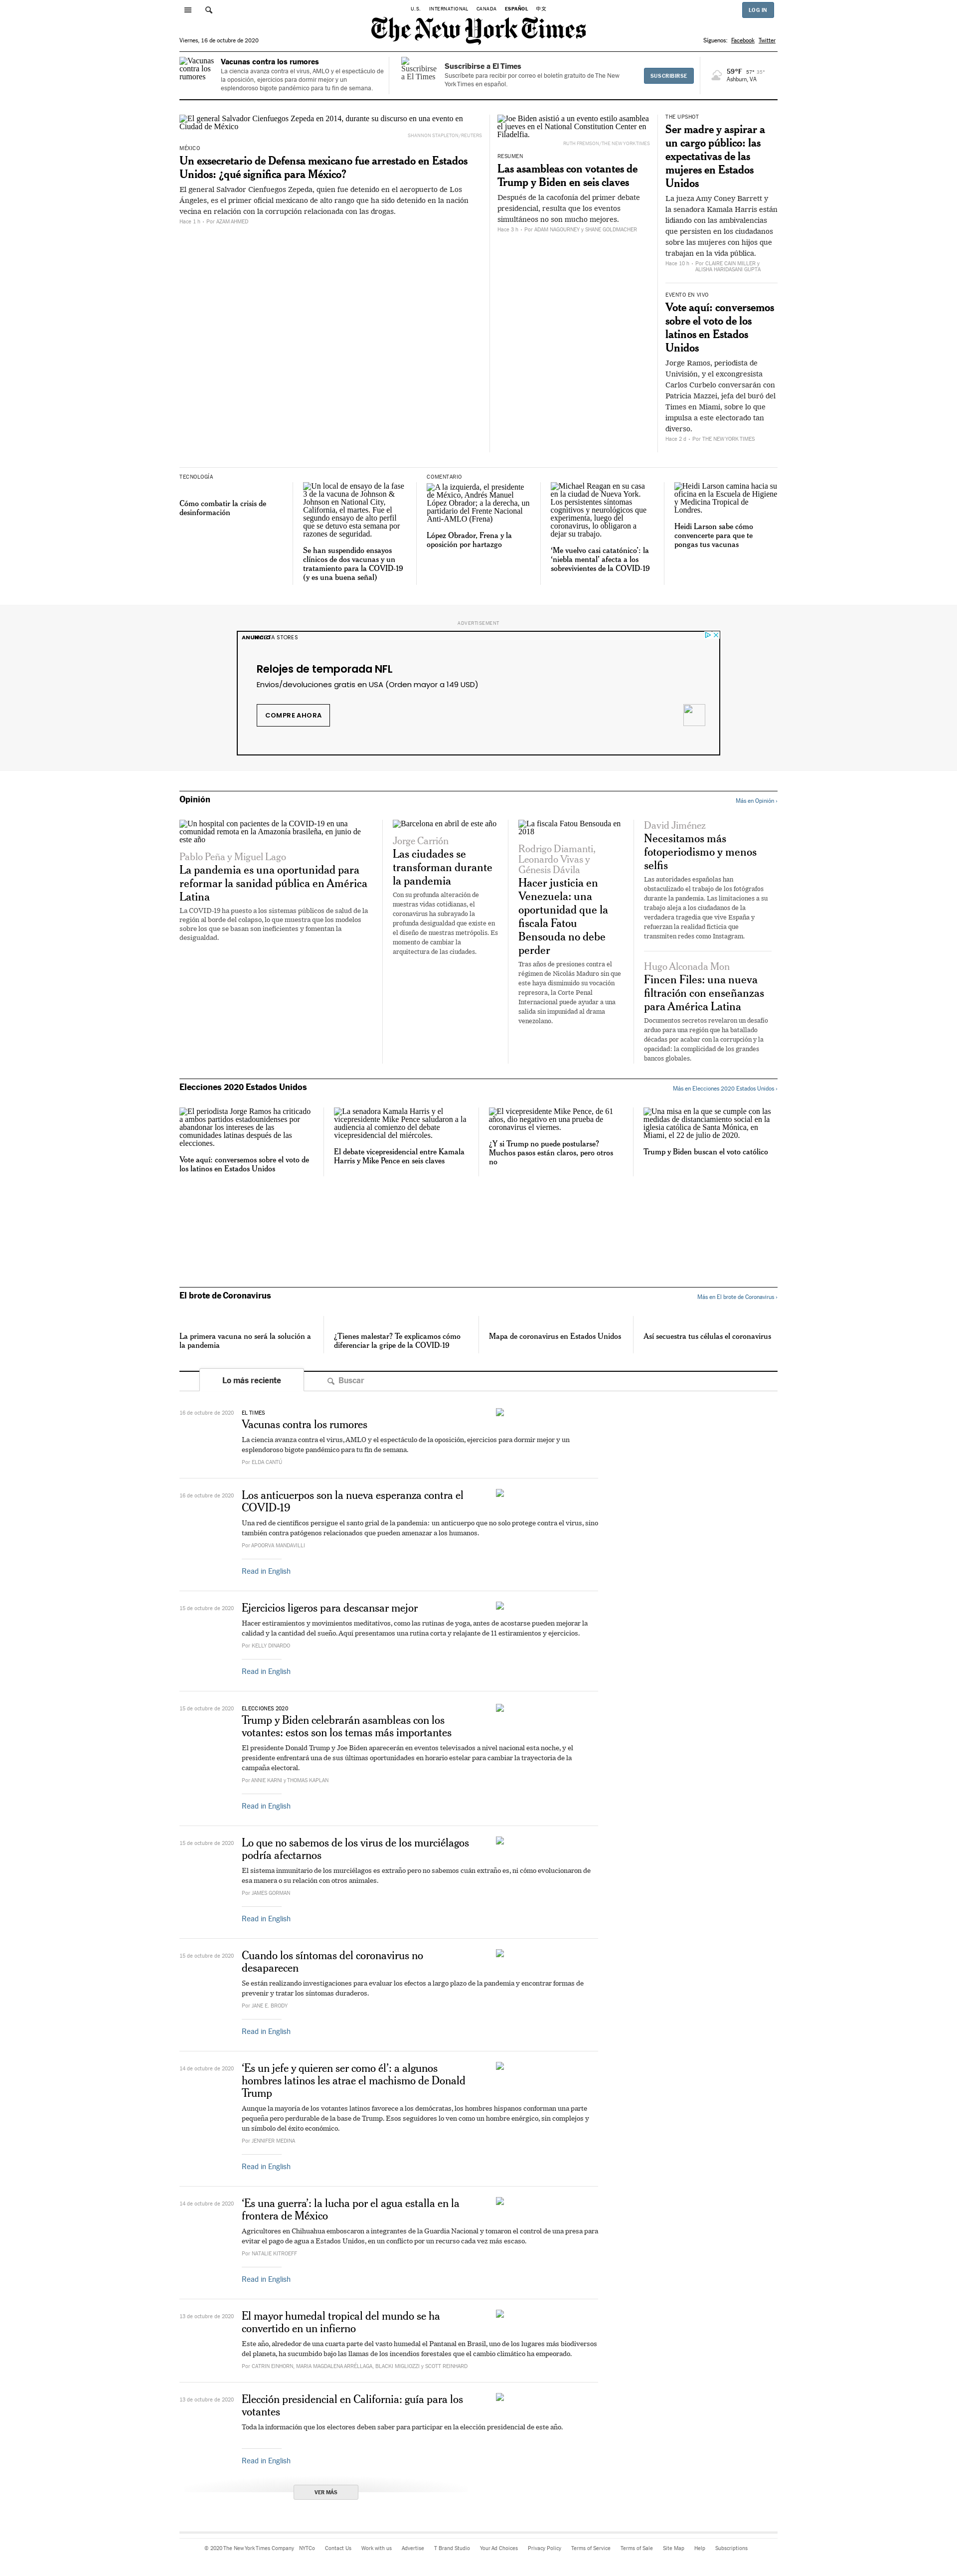 U.S. INTERNATIONAL CANADA ESPAÑOL 中文
LOG IN
The New York Times
Viernes, 16 de octubre de 2020
Síguenos: Facebook Twitter
Vacunas contra los rumores
Vacunas contra los rumores
La ciencia avanza contra el virus, AMLO y el espectáculo de
la oposición, ejercicios para dormir mejor y un
esplendoroso bigote pandémico para tu fin de semana.
Suscribirse a El Times
Suscribirse a El Times
Suscríbete para recibir por correo el boletín gratuito de The New
York Times en español.
SUSCRIBIRSE
59°F 57° 35°
Ashburn, VA
El general Salvador Cienfuegos Zepeda en 2014, durante su discurso en una evento en
Ciudad de México
SHANNON STAPLETON/REUTERS
MÉXICO
Un exsecretario de Defensa mexicano fue arrestado en Estados
Unidos: ¿qué significa para México?
El general Salvador Cienfuegos Zepeda, quien fue detenido en el aeropuerto de Los
Ángeles, es el primer oficial mexicano de alto rango que ha sido detenido en la nación
vecina en relación con la corrupción relacionada con las drogas.
Hace 1 h – Por AZAM AHMED
Joe Biden asistió a un evento estilo asamblea
el jueves en el National Constitution Center en
Filadelfia.
RUTH FREMSON/THE NEW YORK TIMES
RESUMEN
Las asambleas con votantes de
Trump y Biden en seis claves
Después de la cacofonía del primer debate
presidencial, resulta que los eventos
simultáneos no son mucho mejores.
Hace 3 h – Por ADAM NAGOURNEY y SHANE GOLDMACHER
THE UPSHOT
Ser madre y aspirar a
un cargo público: las
expectativas de las
mujeres en Estados
Unidos
La jueza Amy Coney Barrett y
la senadora Kamala Harris están
lidiando con las ambivalencias
que persisten en los ciudadanos
sobre las mujeres con hijos que
trabajan en la vida pública.
Hace 10 h – Por CLAIRE CAIN MILLER y
ALISHA HARIDASANI GUPTA
EVENTO EN VIVO
Vote aquí: conversemos
sobre el voto de los
latinos en Estados
Unidos
Jorge Ramos, periodista de
Univisión, y el excongresista
Carlos Curbelo conversarán con
Patricia Mazzei, jefa del buró del
Times en Miami, sobre lo que
impulsa a este electorado tan
diverso.
Hace 2 d – Por THE NEW YORK TIMES
TECNOLOGÍA
Cómo combatir la crisis de
desinformación
Un local de ensayo de la fase
3 de la vacuna de Johnson &
Johnson en National City,
California, el martes. Fue el
segundo ensayo de alto perfil
que se detuvo esta semana por
razones de seguridad.
Se han suspendido ensayos
clínicos de dos vacunas y un
tratamiento para la COVID-19
(y es una buena señal)
COMENTARIO
A la izquierda, el presidente
de México, Andrés Manuel
López Obrador; a la derecha, un
partidario del Frente Nacional
Anti-AMLO (Frena)
López Obrador, Frena y la
oposición por hartazgo
Michael Reagan en su casa
en la ciudad de Nueva York.
Los persistentes síntomas
cognitivos y neurológicos que
experimenta, luego del
coronavirus, lo obligaron a
dejar su trabajo.
‘Me vuelvo casi catatónico’: la
‘niebla mental’ afecta a los
sobrevivientes de la COVID-19
Heidi Larson camina hacia su
oficina en la Escuela de Higiene
y Medicina Tropical de
Londres.
Heidi Larson sabe cómo
convencerte para que te
pongas tus vacunas
ADVERTISEMENT
STORES
Relojes de temporada NFL
Envios/devoluciones gratis en USA (Orden mayor a 149 USD)
COMPRE AHORA
Opinión
Más en Opinión ›
Un hospital con pacientes de la COVID-19 en una
comunidad remota en la Amazonia brasileña, en junio de
este año
Pablo Peña y Miguel Lago
La pandemia es una oportunidad para
reformar la sanidad pública en América
Latina
La COVID-19 ha puesto a los sistemas públicos de salud de la
región al borde del colapso, lo que muestra que los modelos
sobre los que se basan son ineficientes y fomentan la
desigualdad.
Barcelona en abril de este año
Jorge Carrión
Las ciudades se
transforman durante
la pandemia
Con su profunda alteración de
nuestras vidas cotidianas, el
coronavirus ha subrayado la
profunda desigualdad que existe en
el diseño de nuestras metrópolis. Es
momento de cambiar la
arquitectura de las ciudades.
La fiscala Fatou Bensouda en
2018
Rodrigo Diamanti,
Leonardo Vivas y
Génesis Dávila
Hacer justicia en
Venezuela: una
oportunidad que la
fiscala Fatou
Bensouda no debe
perder
Tras años de presiones contra el
régimen de Nicolás Maduro sin que
este haya disminuido su vocación
represora, la Corte Penal
Internacional puede ayudar a una
salida sin impunidad al drama
venezolano.
David Jiménez
Necesitamos más
fotoperiodismo y menos
selfis
Las autoridades españolas han
obstaculizado el trabajo de los fotógrafos
durante la pandemia. Las limitaciones a su
trabajo aleja a los ciudadanos de la
verdadera tragedia que vive España y
refuerzan la realidad ficticia que
transmiten redes como Instagram.
Hugo Alconada Mon
Fincen Files: una nueva
filtración con enseñanzas
para América Latina
Documentos secretos revelaron un desafío
arduo para una región que ha batallado
décadas por acabar con la corrupción y la
opacidad: la complicidad de los grandes
bancos globales.
Elecciones 2020 Estados Unidos
Más en Elecciones 2020 Estados Unidos ›
El periodista Jorge Ramos ha criticado
a ambos partidos estadounidenses por
abandonar los intereses de las
comunidades latinas después de las
elecciones.
Vote aquí: conversemos sobre el voto de
los latinos en Estados Unidos
La senadora Kamala Harris y el
vicepresidente Mike Pence saludaron a la
audiencia al comienzo del debate
vicepresidencial del miércoles.
El debate vicepresidencial entre Kamala
Harris y Mike Pence en seis claves
El vicepresidente Mike Pence, de 61
años, dio negativo en una prueba de
coronavirus el viernes.
¿Y si Trump no puede postularse?
Muchos pasos están claros, pero otros
no
Una misa en la que se cumple con las
medidas de distanciamiento social en la
iglesia católica de Santa Mónica, en
Miami, el 22 de julio de 2020.
Trump y Biden buscan el voto católico
El brote de Coronavirus
Más en El brote de Coronavirus ›
La primera vacuna no será la solución a
la pandemia
¿Tienes malestar? Te explicamos cómo
diferenciar la gripe de la COVID-19
Mapa de coronavirus en Estados Unidos
Así secuestra tus células el coronavirus
Lo más reciente
Buscar
16 de octubre de 2020
EL TIMES
Vacunas contra los rumores
La ciencia avanza contra el virus, AMLO y el espectáculo de la oposición, ejercicios para dormir mejor y un
esplendoroso bigote pandémico para tu fin de semana.
Por ELDA CANTÚ
16 de octubre de 2020
Los anticuerpos son la nueva esperanza contra el
COVID-19
Una red de científicos persigue el santo grial de la pandemia: un anticuerpo que no solo protege contra el virus, sino
también contra patógenos relacionados que pueden amenazar a los humanos.
Por APOORVA MANDAVILLI
Read in English
15 de octubre de 2020
Ejercicios ligeros para descansar mejor
Hacer estiramientos y movimientos meditativos, como las rutinas de yoga, antes de acostarse pueden mejorar la
calidad y la cantidad del sueño. Aquí presentamos una rutina corta y relajante de 11 estiramientos y ejercicios.
Por KELLY DINARDO
Read in English
15 de octubre de 2020
ELECCIONES 2020
Trump y Biden celebrarán asambleas con los
votantes: estos son los temas más importantes
El presidente Donald Trump y Joe Biden aparecerán en eventos televisados a nivel nacional esta noche, y el
presidente enfrentará una de sus últimas oportunidades en horario estelar para cambiar la trayectoria de la
campaña electoral.
Por ANNIE KARNI y THOMAS KAPLAN
Read in English
15 de octubre de 2020
Lo que no sabemos de los virus de los murciélagos
podría afectarnos
El sistema inmunitario de los murciélagos es extraño pero no sabemos cuán extraño es, ni cómo evolucionaron de
esa manera o su relación con otros animales.
Por JAMES GORMAN
Read in English
15 de octubre de 2020
Cuando los síntomas del coronavirus no
desaparecen
Se están realizando investigaciones para evaluar los efectos a largo plazo de la pandemia y encontrar formas de
prevenir y tratar los síntomas duraderos.
Por JANE E. BRODY
Read in English
14 de octubre de 2020
‘Es un jefe y quieren ser como él’: a algunos
hombres latinos les atrae el machismo de Donald
Trump
Aunque la mayoría de los votantes latinos favorece a los demócratas, los hombres hispanos conforman una parte
pequeña pero perdurable de la base de Trump. Esos seguidores lo ven como un hombre enérgico, sin complejos y
un símbolo del éxito económico.
Por JENNIFER MEDINA
Read in English
14 de octubre de 2020
‘Es una guerra’: la lucha por el agua estalla en la
frontera de México
Agricultores en Chihuahua emboscaron a integrantes de la Guardia Nacional y tomaron el control de una presa para
evitar el pago de agua a Estados Unidos, en un conflicto por un recurso cada vez más escaso.
Por NATALIE KITROEFF
Read in English
13 de octubre de 2020
El mayor humedal tropical del mundo se ha
convertido en un infierno
Este año, alrededor de una cuarta parte del vasto humedal el Pantanal en Brasil, uno de los lugares más biodiversos
del planeta, ha sucumbido bajo las llamas de los incendios forestales que el cambio climático ha empeorado.
Por CATRIN EINHORN, MARIA MAGDALENA ARRÉLLAGA, BLACKI MIGLIOZZI y SCOTT REINHARD
13 de octubre de 2020
Elección presidencial en California: guía para los
votantes
Toda la información que los electores deben saber para participar en la elección presidencial de este año.
Read in English
VER MÁS
© 2020 The New York Times Company NYTCo Contact Us Work with us Advertise T Brand Studio Your Ad Choices Privacy Policy Terms of Service Terms of Sale Site Map Help Subscriptions